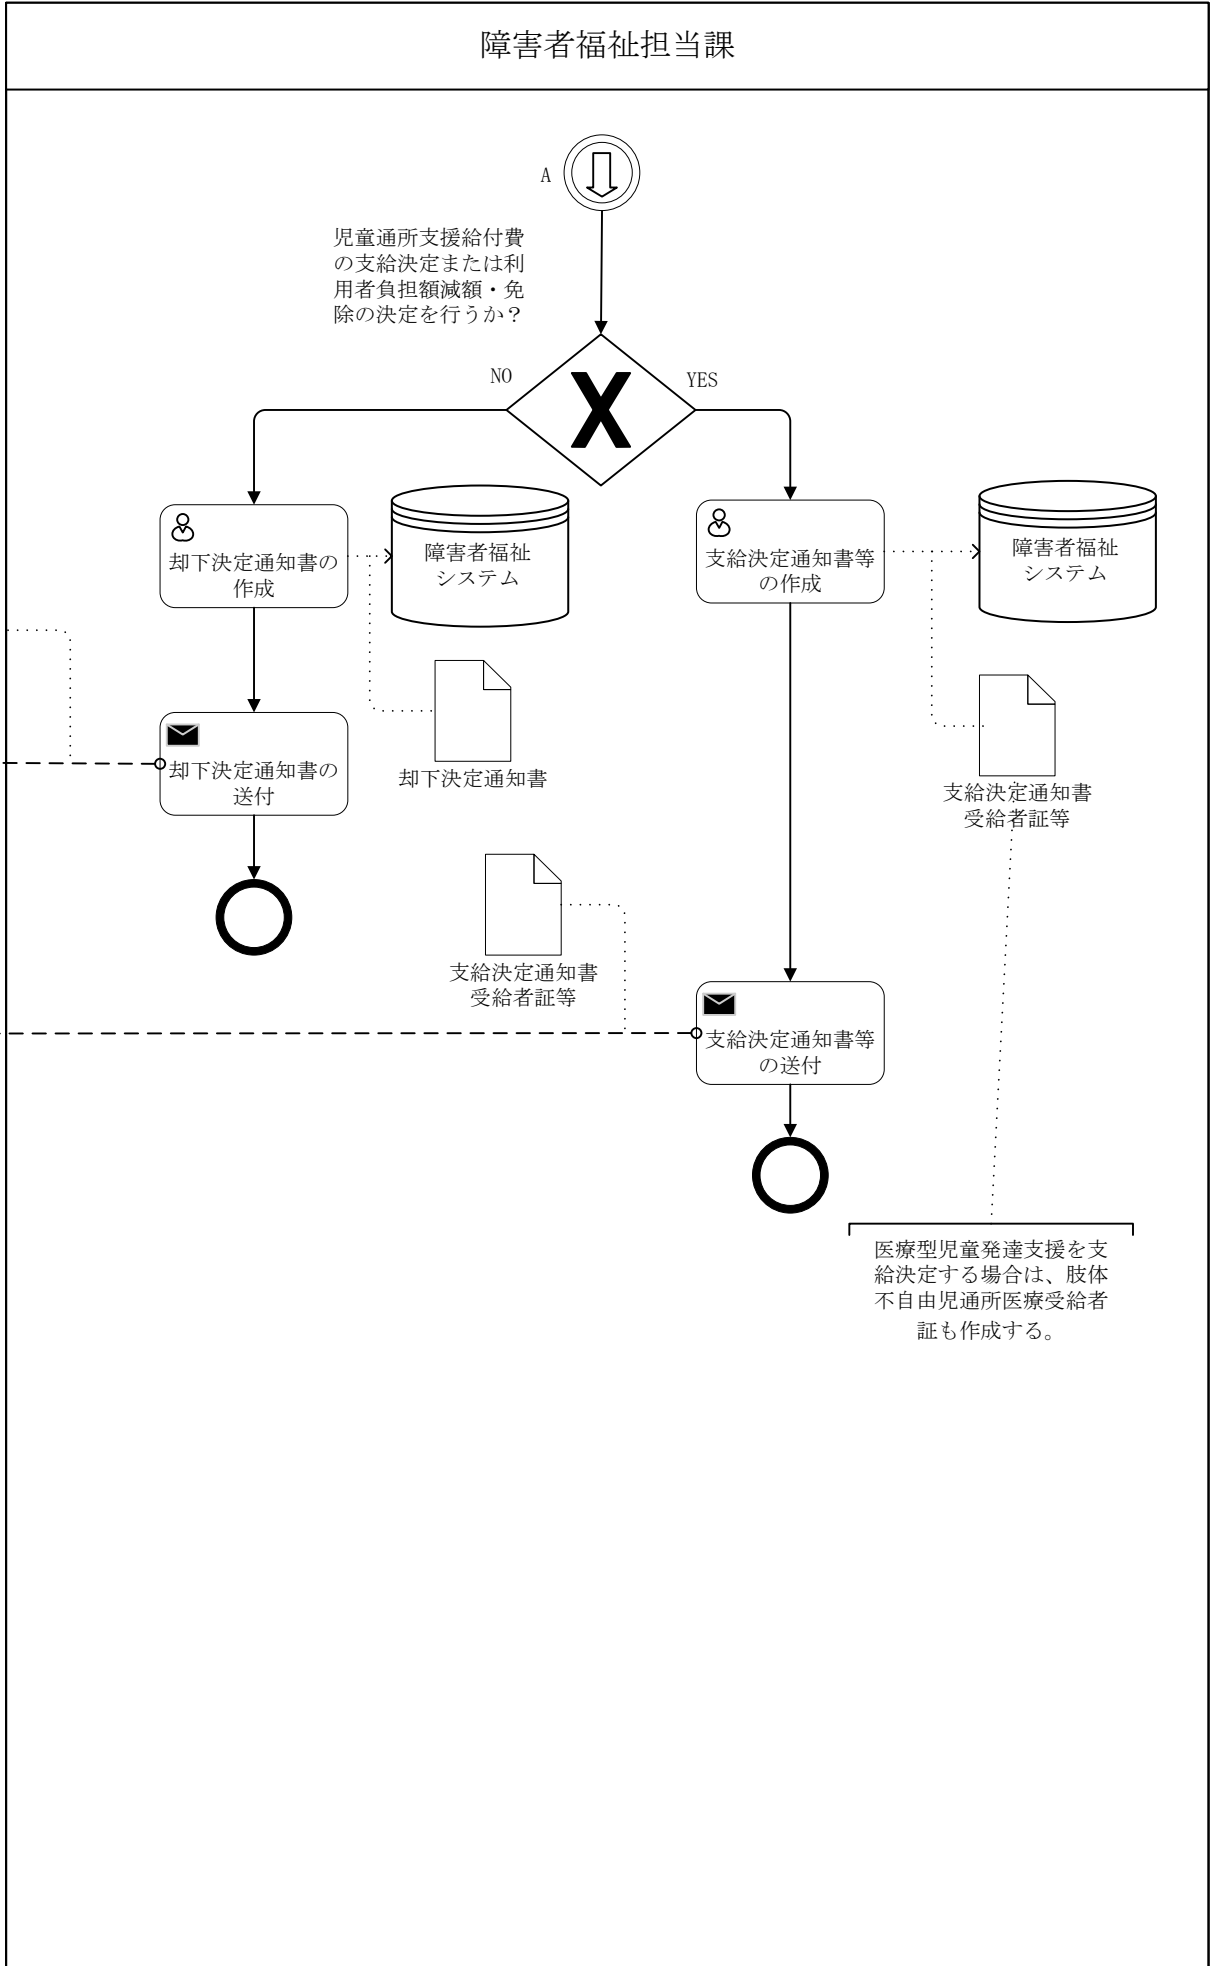 障害者福祉担当課
A
児童通所支援給付費
の支給決定または利
用者負担額減額・免
除の決定を行うか？
NO
YES
却下決定通知書の
作成
障害者福祉
システム
支給決定通知書等
の作成
障害者福祉
システム
却下決定通知書の
送付
却下決定通知書
支給決定通知書
受給者証等
支給決定通知書
受給者証等
支給決定通知書等
の送付
医療型児童発達支援を支
給決定する場合は、肢体
不自由児通所医療受給者
証も作成する。